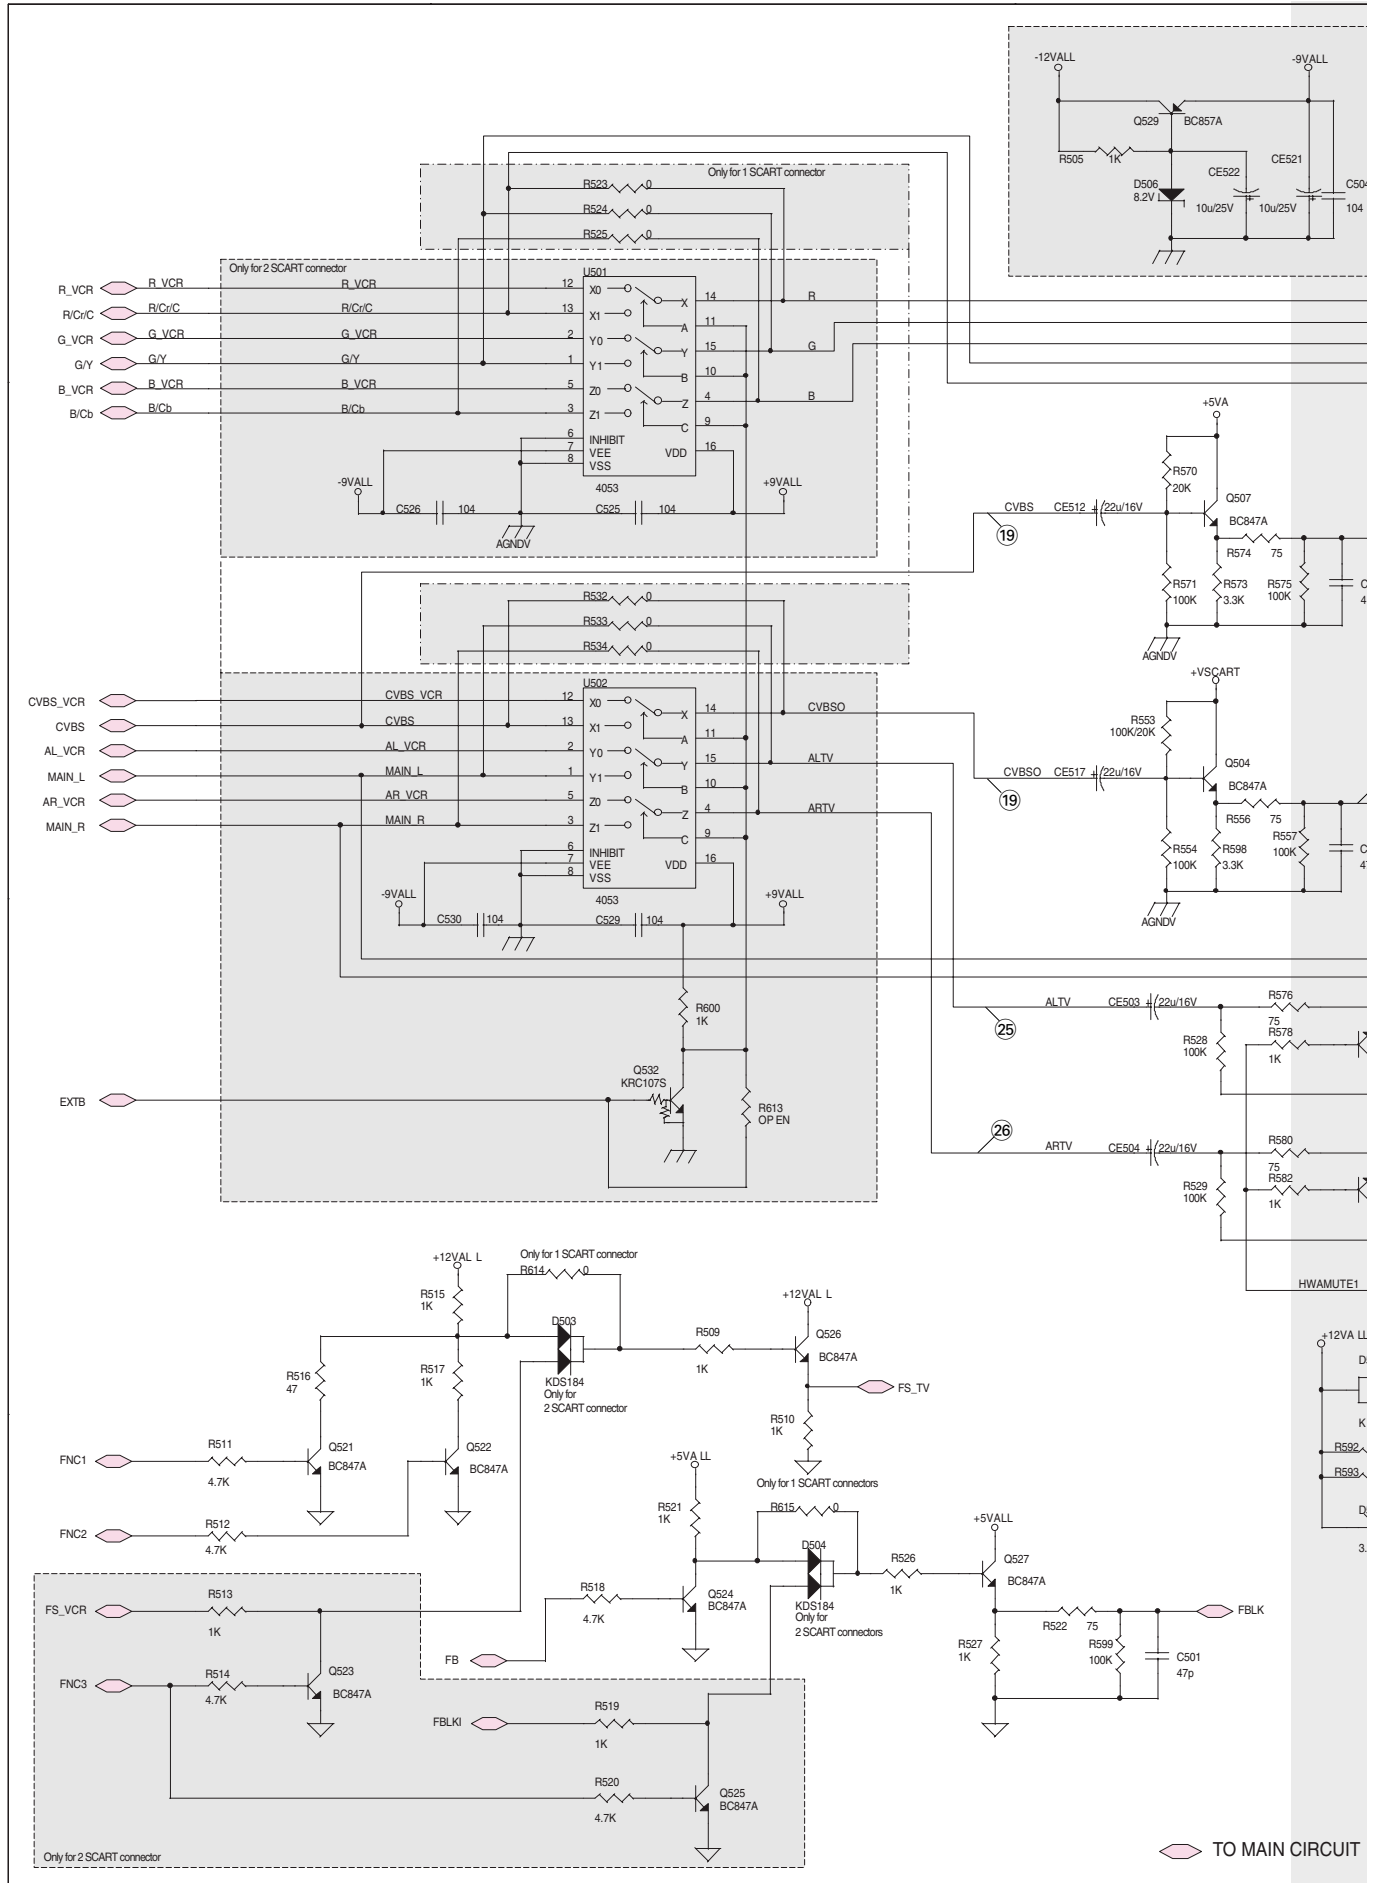 -12VALL
-9VALL
Q529 BC857A
R505 1K
CE521
CE522
D506
8.2V
10u/25V
10u/25V
C504
104
Only for 1 SCART connector
R523 0
R524 0
R525 0
Only for 2 SCART connector
U501
R_VCR R_VCR R_VCR 12 X0 X 14 R
R/Cr/C R/Cr/C R/Cr/C 13 X1 A 11
G_VCR G_VCR G_VCR 2 Y0 Y 15 G
G/Y G/Y G/Y 1 Y1 B 10
B_VCR B_VCR B_VCR 5 Z0 Z 4 B
B/Cb B/Cb B/Cb 3 Z1 C 9
6 INHIBIT
7 VEE VDD 16
8 VSS
4053
-9VALL
+9VALL
C526 104
C525 104
AGNDV
+5VA
R570
20K
Q507
BC847A
CVBS CE512 + 22u/16V
19
R574 75
R571
100K
R573
3.3K
R575
100K
C
4
AGNDV
R532 0
R533 0
R534 0
U502
CVBS_VCR CVBS_VCR 12 X0 X 14 CVBSO
CVBS CVBS 13 X1 A 11
AL_VCR AL_VCR 2 Y0 Y 15 ALTV
MAIN_L MAIN_L 1 Y1 B 10
AR_VCR AR_VCR 5 Z0 Z 4 ARTV
MAIN_R MAIN_R 3 Z1 C 9
6 INHIBIT
7 VEE VDD 16
8 VSS
4053
-9VALL
+9VALL
C530 104
C529 104
+VSCART
R553
100K/20K
Q504
BC847A
CVBSO CE517 + 22u/16V
19
R556 75
R554
100K
R598
3.3K
R557
100K
C
47
AGNDV
R600
1K
Q532
KRC107S
EXTB
R613
OP EN
ALTV CE503 + 22u/16V
25
R576
75
R528
100K
R578
1K
26
ARTV CE504 + 22u/16V
R580
75
R529
100K
R582
1K
HWAMUTE1
+12VA LL
D
K
R592
R593
D
3.
+12VAL L
Only for 1 SCART connector
R614 0
R515
1K
D503
KDS184
Only for
2 SCART connector
R509
1K
+12VAL L
Q526
BC847A
FS_TV
R510
1K
R516
47
R517
1K
FNC1
R511
4.7K
Q521
BC847A
Q522
BC847A
FNC2
R512
4.7K
+5VA LL
R521
1K
Only for 1 SCART connectors
R615 0
D504
KDS184
Only for
2 SCART connectors
R526
1K
+5VALL
Q527
BC847A
R518
4.7K
Q524
BC847A
FB
R522 75
FBLK
R527
1K
R599
100K
C501
47p
FS_VCR
R513
1K
FNC3
R514
4.7K
Q523
BC847A
FBLKI
R519
1K
R520
4.7K
Q525
BC847A
Only for 2 SCART connector
TO MAIN CIRCUIT